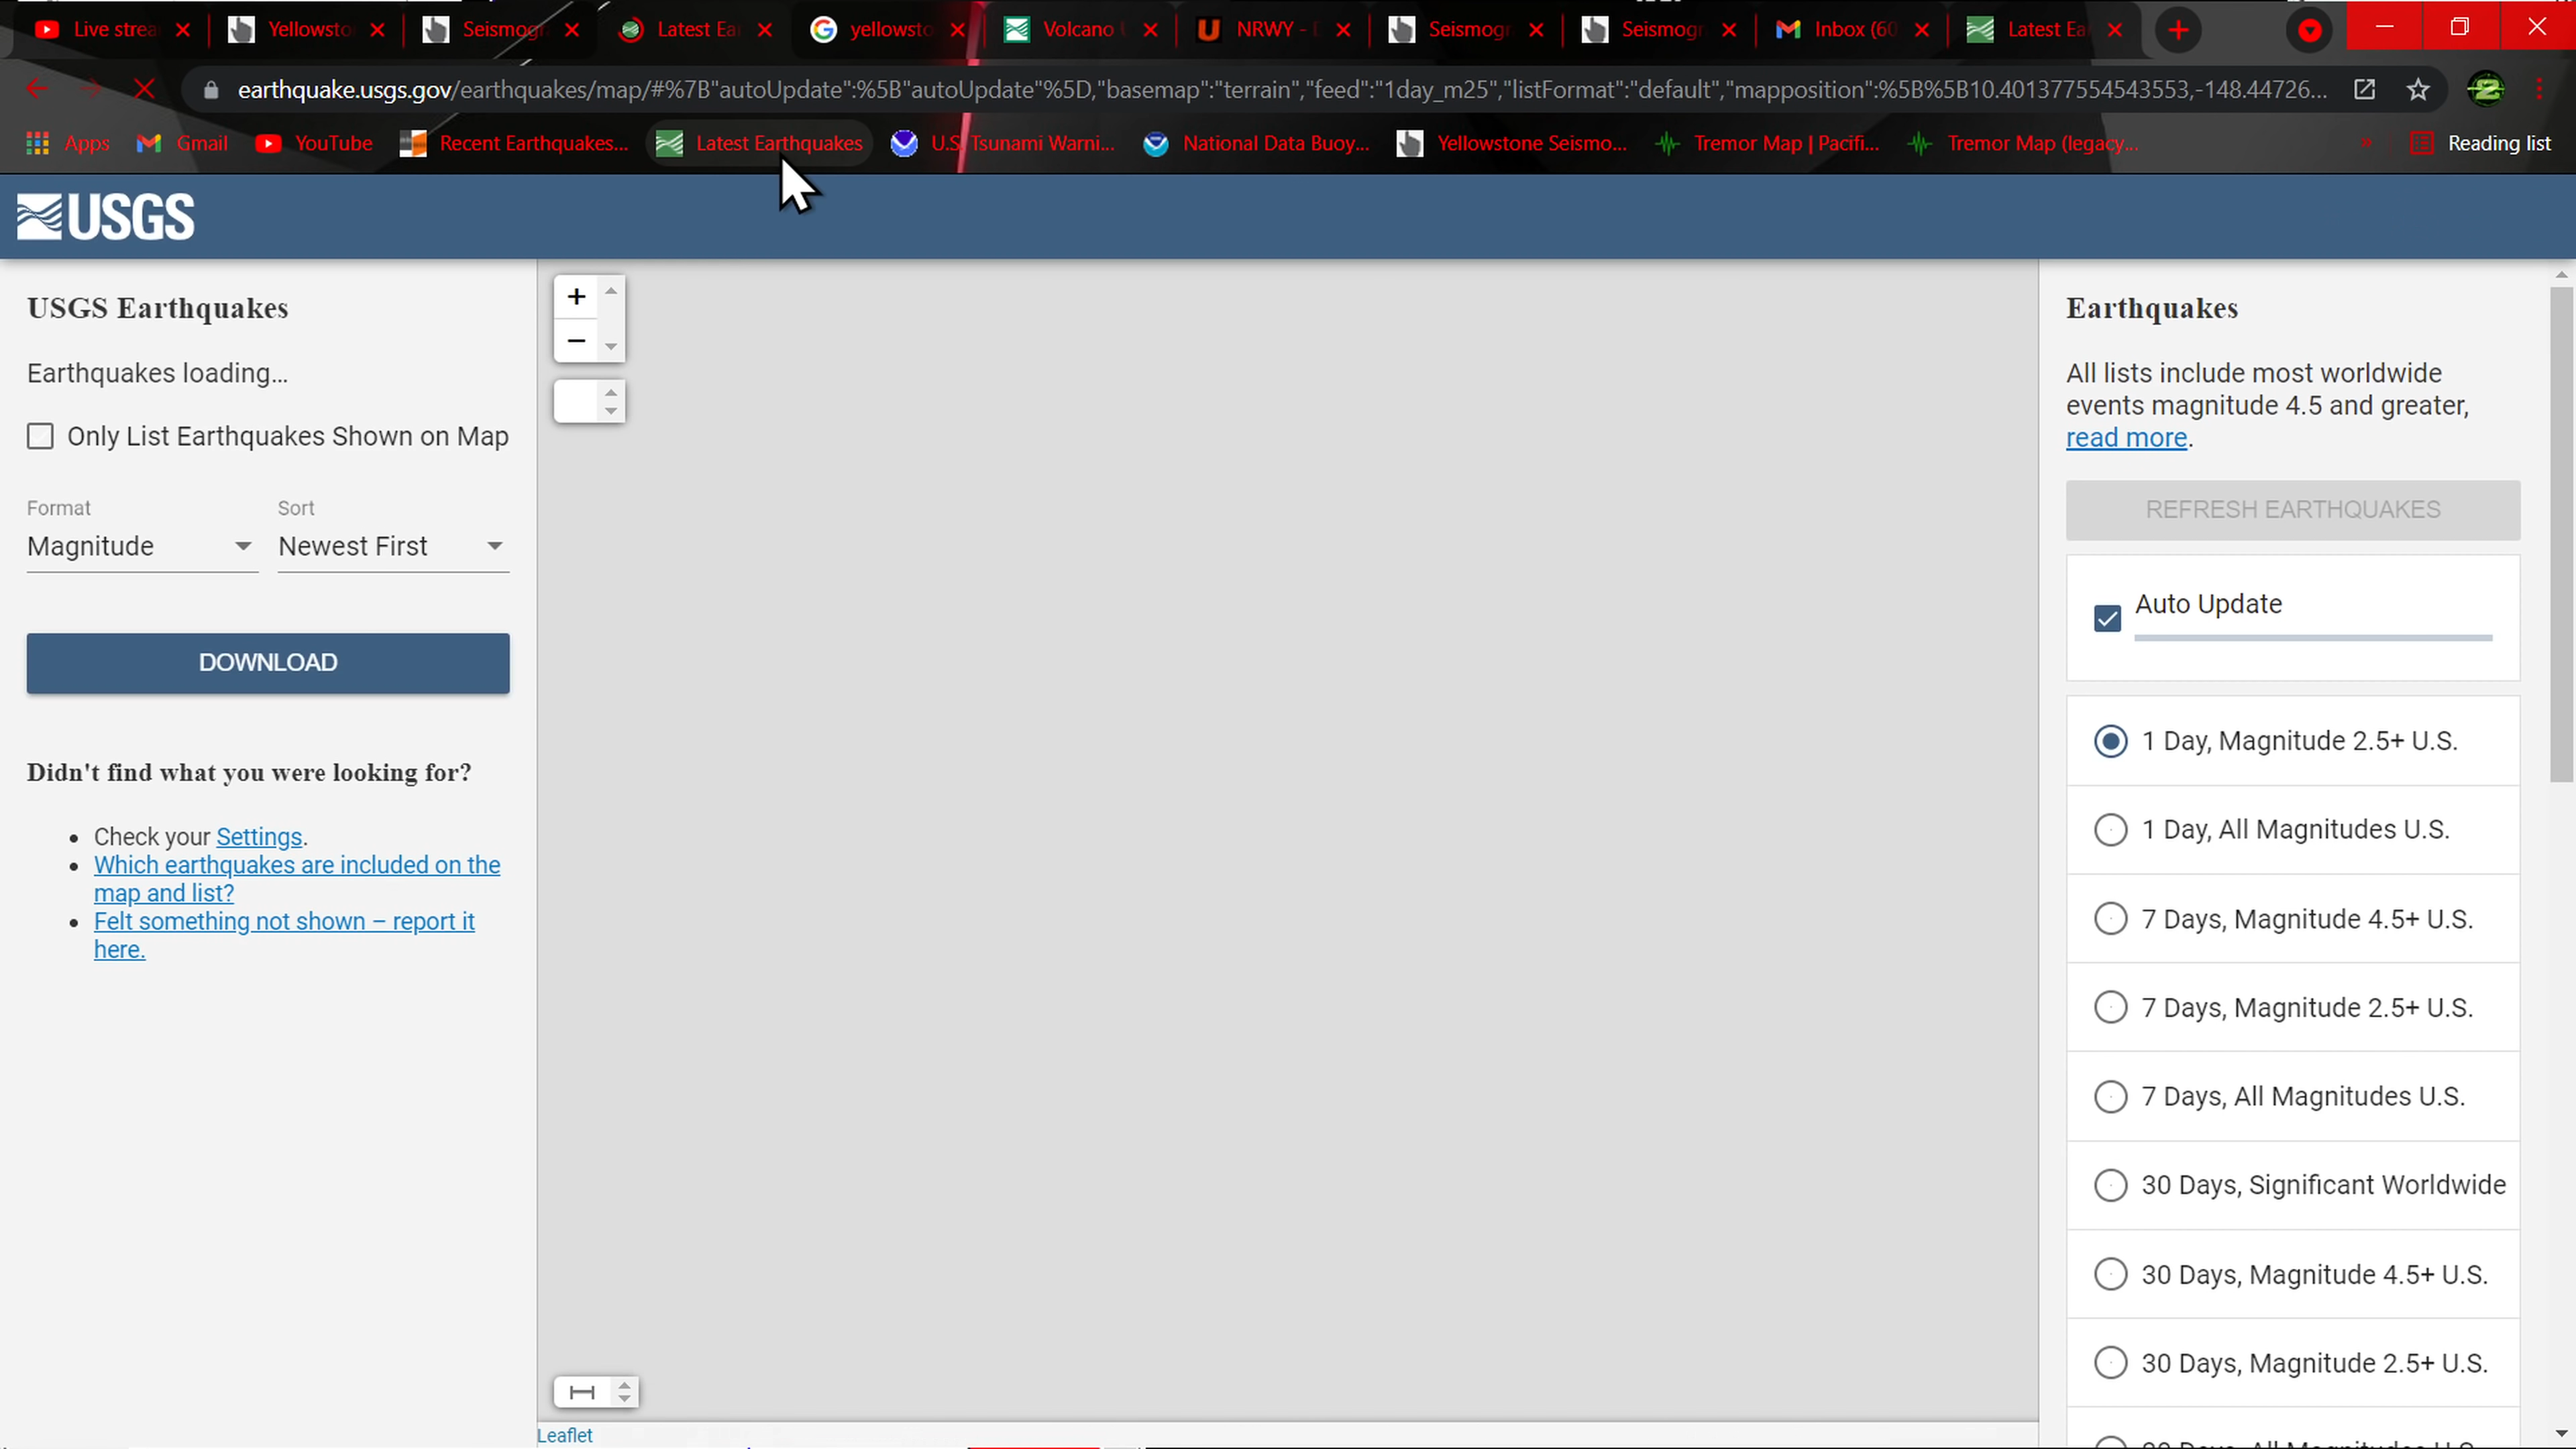 Live strea
Yellowsto
Seismogr
Latest Ea
yellowsto
Volcano
NRWY -
Seismogr
Seismogr
Inbox (60
Latest Ea
earthquake.usgs.gov/earthquakes/map/#%7B"autoUpdate":%5B"autoUpdate"%5D,"basemap":"terrain","feed":"1day_m25","listFormat":"default","mapposition":%5B%5B10.401377554543553,-148.44726...
Apps
Gmail
YouTube
Recent Earthquakes...
Latest Earthquakes
U.S. Tsunami Warni...
National Data Buoy...
Yellowstone Seismo...
Tremor Map | Pacifi...
Tremor Map (legacy...
Reading list
USGS
USGS Earthquakes
Earthquakes loading...
Only List Earthquakes Shown on Map
Format
Sort
Magnitude
Newest First
DOWNLOAD
Didn't find what you were looking for?
• Check your Settings.
• Which earthquakes are included on the
map and list?
• Felt something not shown – report it
here.
+
−
Leaflet
Earthquakes
All lists include most worldwide
events magnitude 4.5 and greater,
read more.
REFRESH EARTHQUAKES
Auto Update
1 Day, Magnitude 2.5+ U.S.
1 Day, All Magnitudes U.S.
7 Days, Magnitude 4.5+ U.S.
7 Days, Magnitude 2.5+ U.S.
7 Days, All Magnitudes U.S.
30 Days, Significant Worldwide
30 Days, Magnitude 4.5+ U.S.
30 Days, Magnitude 2.5+ U.S.